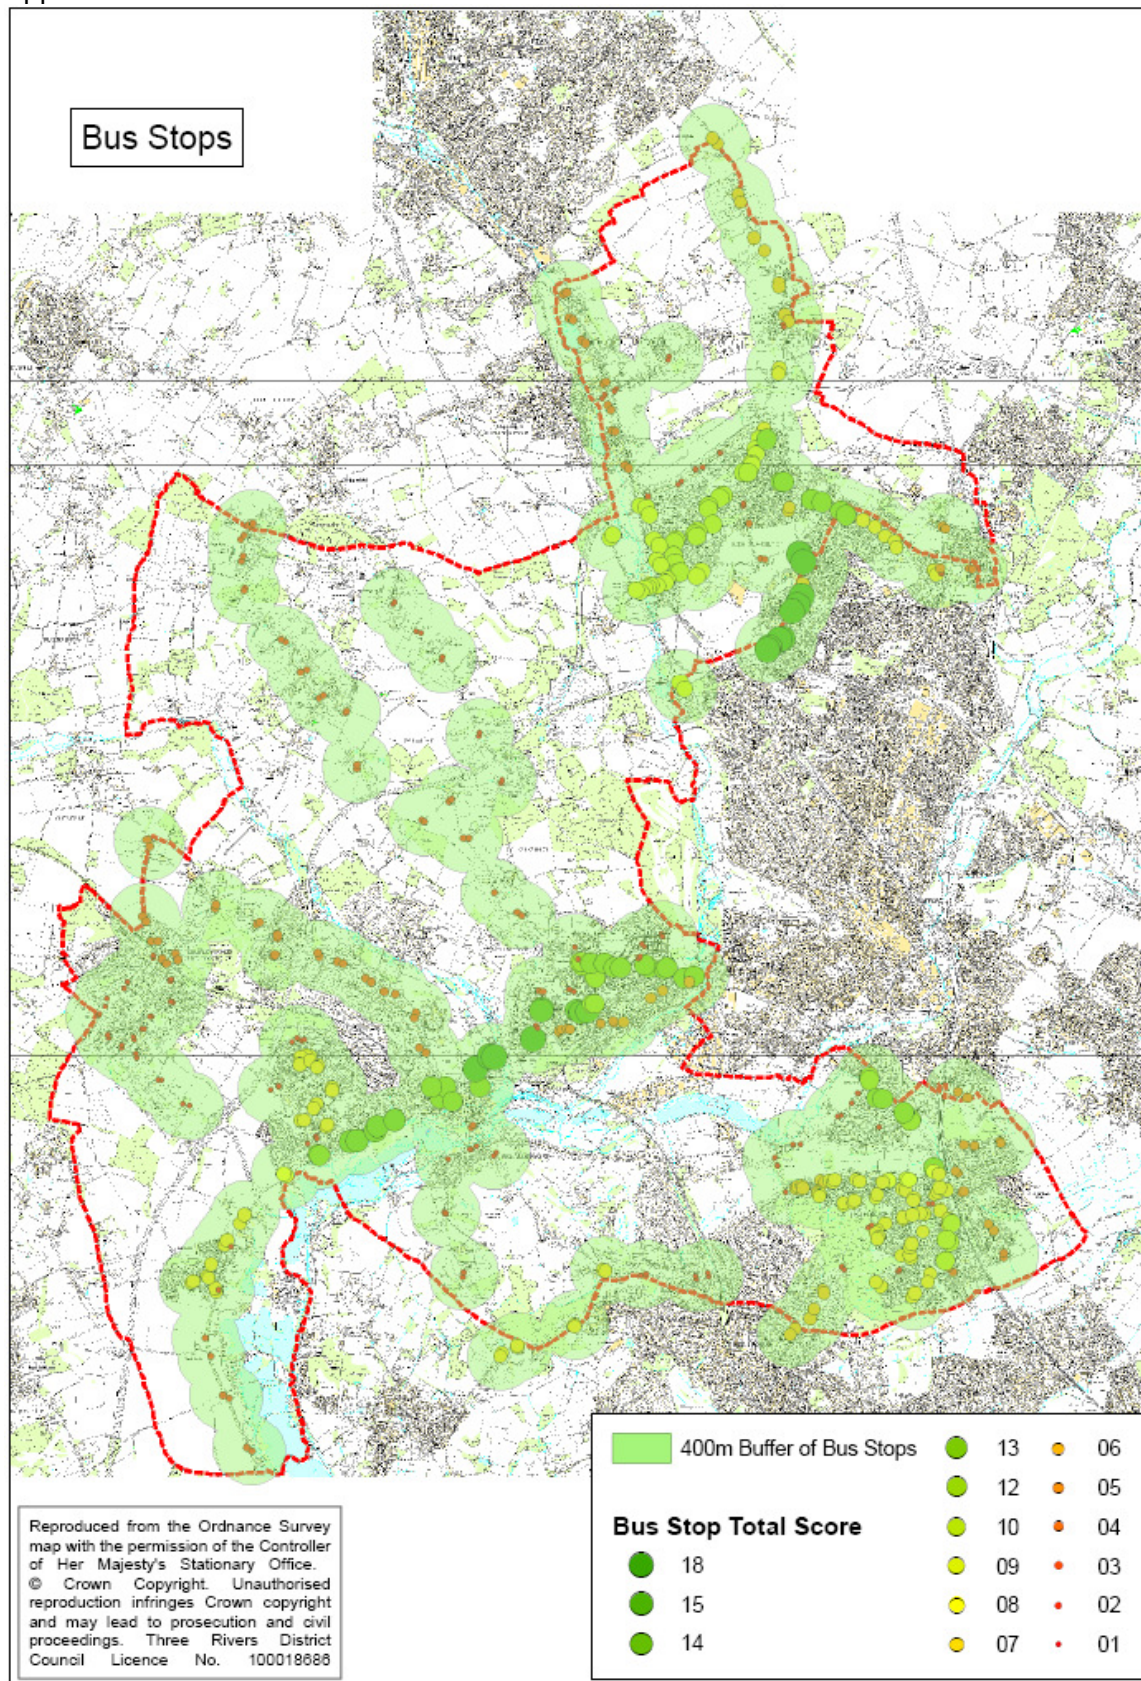 Bus Stops
400m Buffer of Bus Stops
Bus Stop Total Score
18
15
14
13
12
10
09
08
07
06
05
04
03
02
01
Reproduced from the Ordnance Survey
map with the permission of the Controller
of Her Majesty's Stationary Office.
© Crown Copyright. Unauthorised
reproduction infringes Crown copyright
and may lead to prosecution and civil
proceedings. Three Rivers District
Council Licence No. 100018686